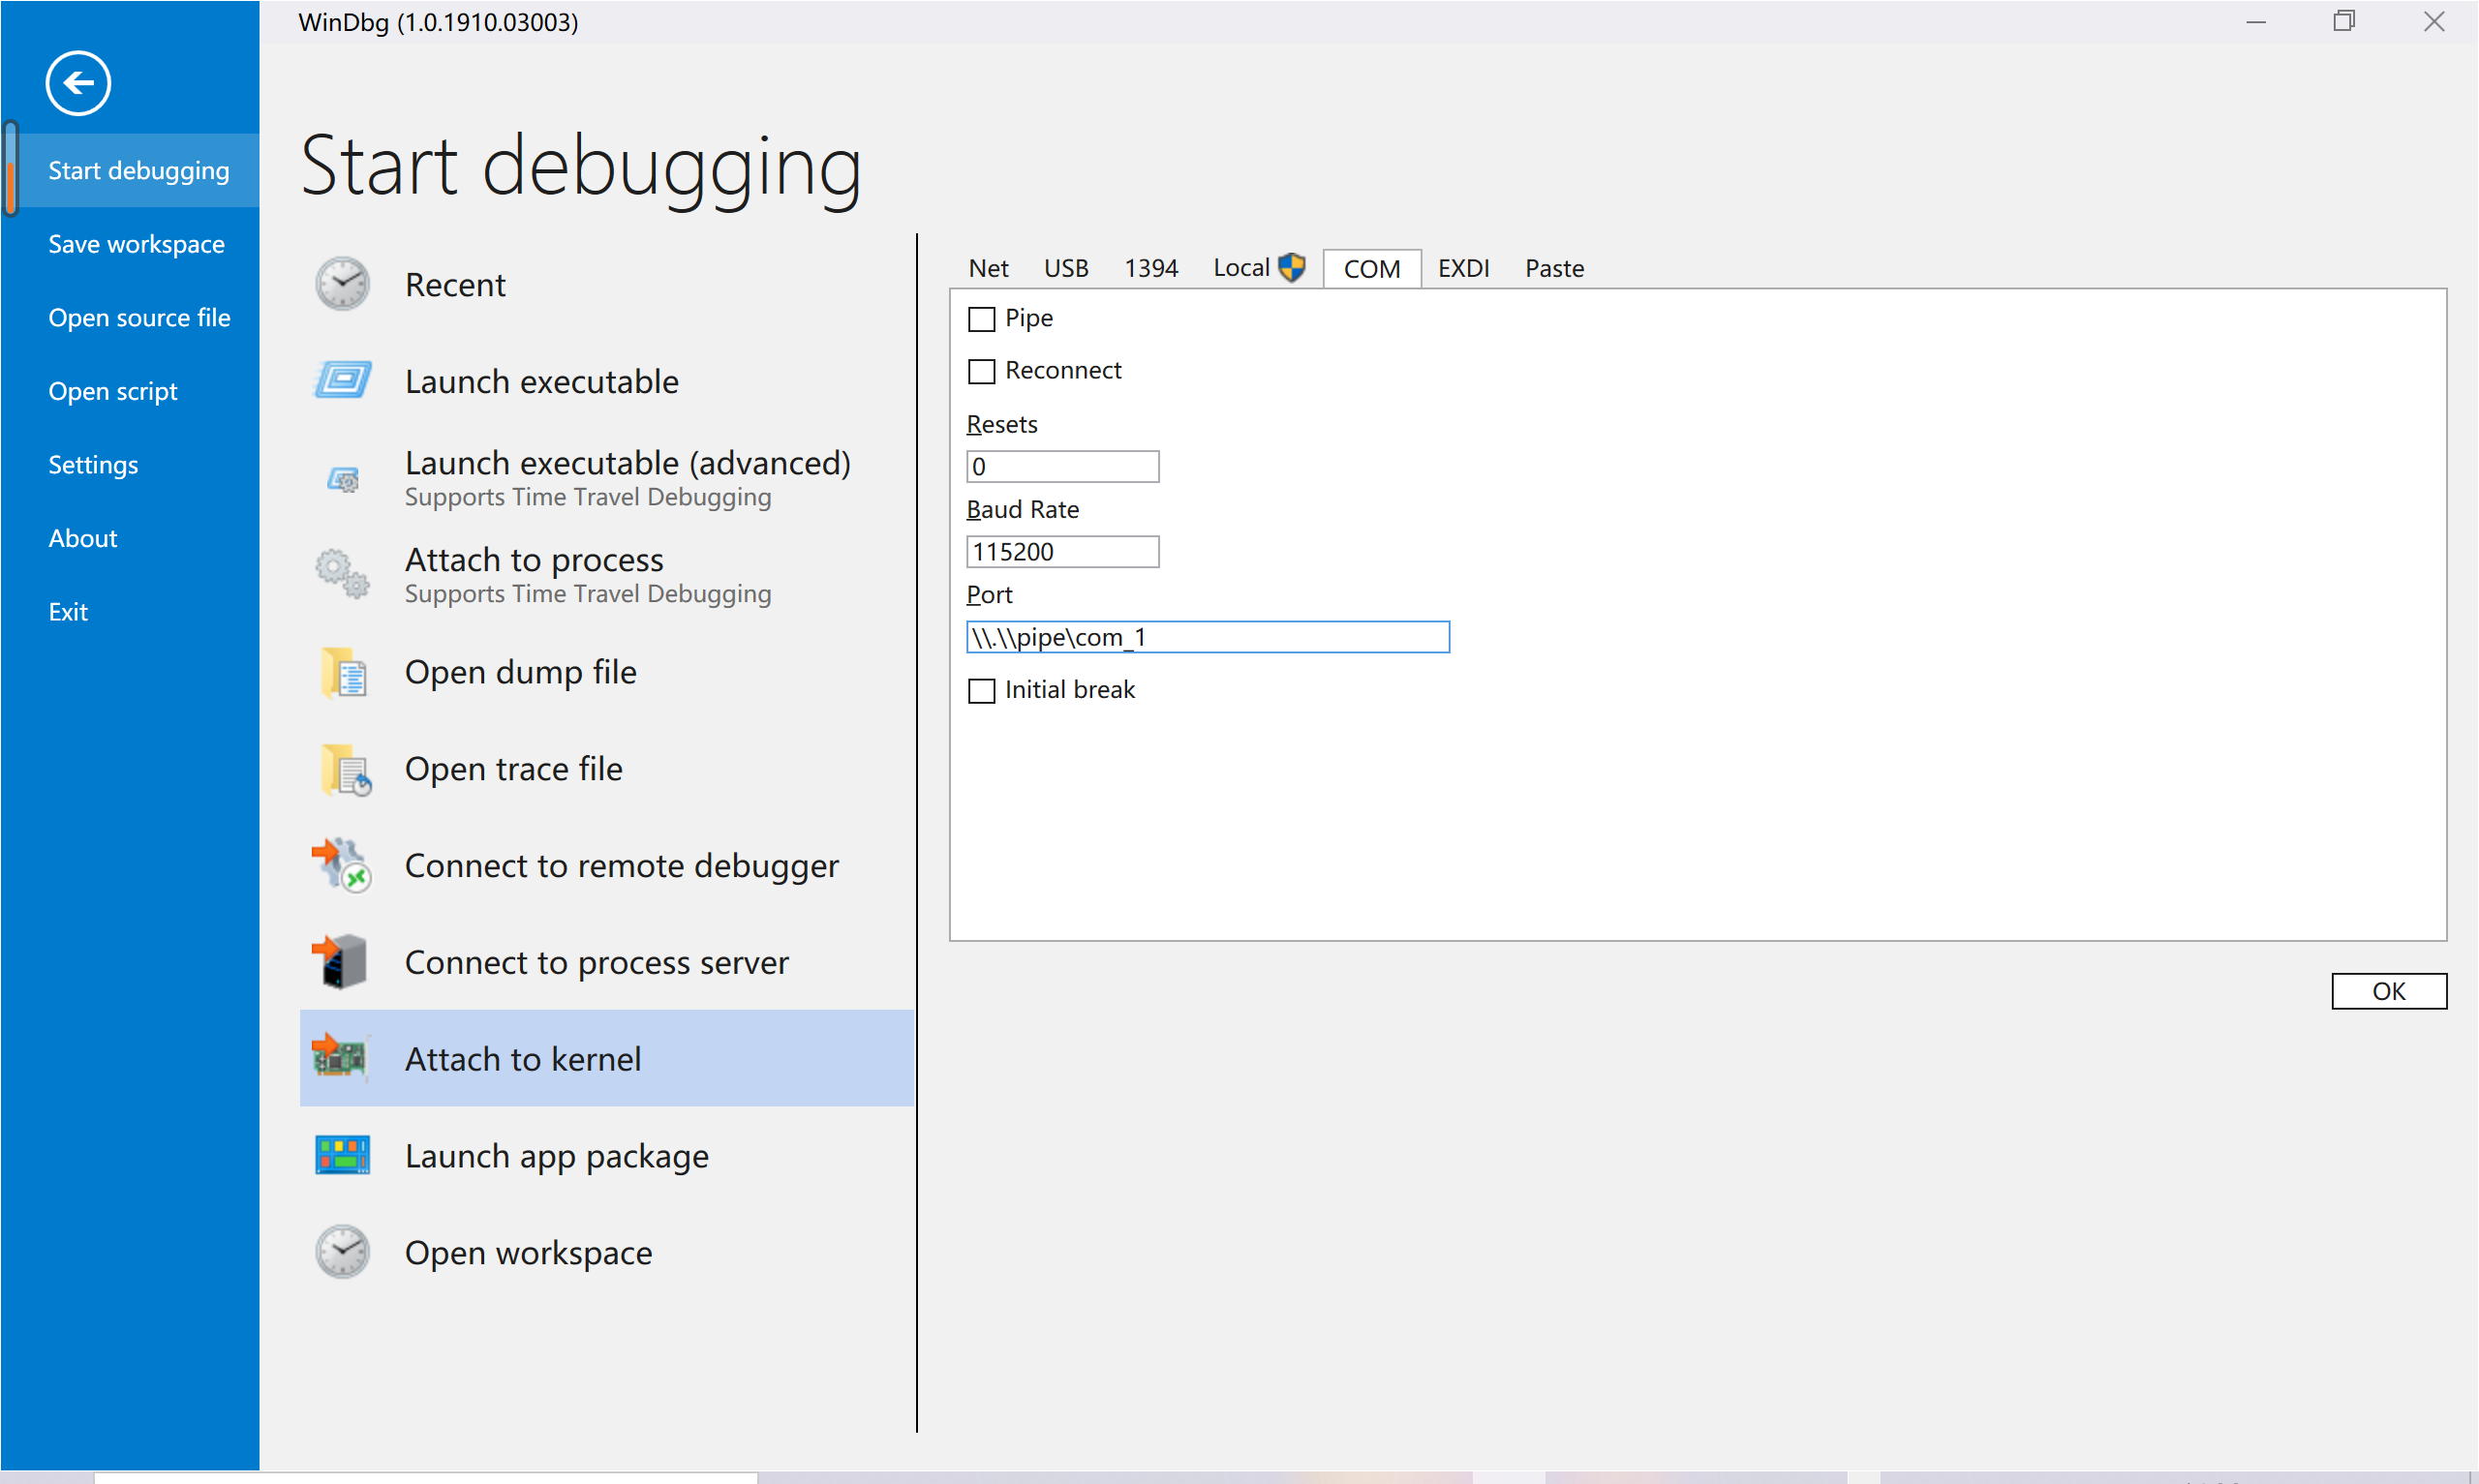 WinDbg (1.0.1910.03003)
Start debugging
Save workspace
Open source file
Open script
Settings
About
Exit
Start debugging
Recent
Launch executable
Launch executable (advanced)
Supports Time Travel Debugging
Attach to process
Supports Time Travel Debugging
Open dump file
Open trace file
Connect to remote debugger
Connect to process server
Attach to kernel
Launch app package
Open workspace
Net USB 1394 Local COM EXDI Paste
Pipe
Reconnect
Resets
0
Baud Rate
115200
Port
\\.\\pipe\com_1
Initial break
OK